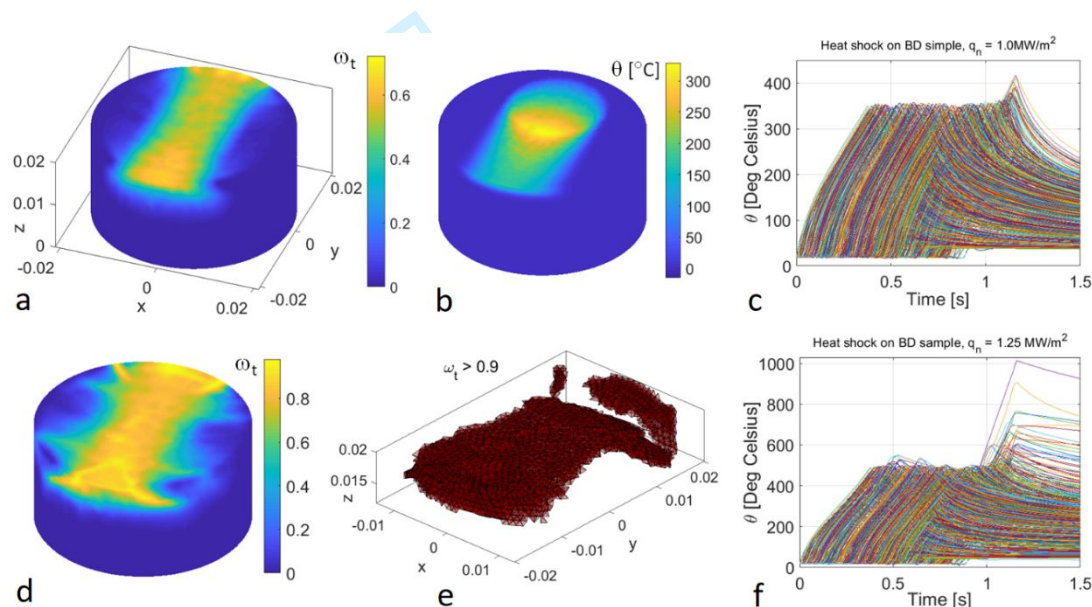 ωt
0.6
0.4
0.2
0
0.02
0.01
0
z
-0.02
0
x
0.02
-0.02
0
y
0.02
a
θ [°C]
300
250
200
150
100
50
0
b
Heat shock on BD simple, qn = 1.0MW/m²
400
300
200
100
0
θ [Deg Celsius]
0
0.5
1
1.5
Time [s]
c
ωt
0.8
0.6
0.4
0.2
0
d
ωt > 0.9
0.02
0.015
z
-0.01
0
0.01
x
-0.02
-0.01
0
0.01
0.02
y
e
Heat shock on BD sample, qn = 1.25 MW/m²
1000
800
600
400
200
0
θ [Deg Celsius]
0
0.5
1
1.5
Time [s]
f